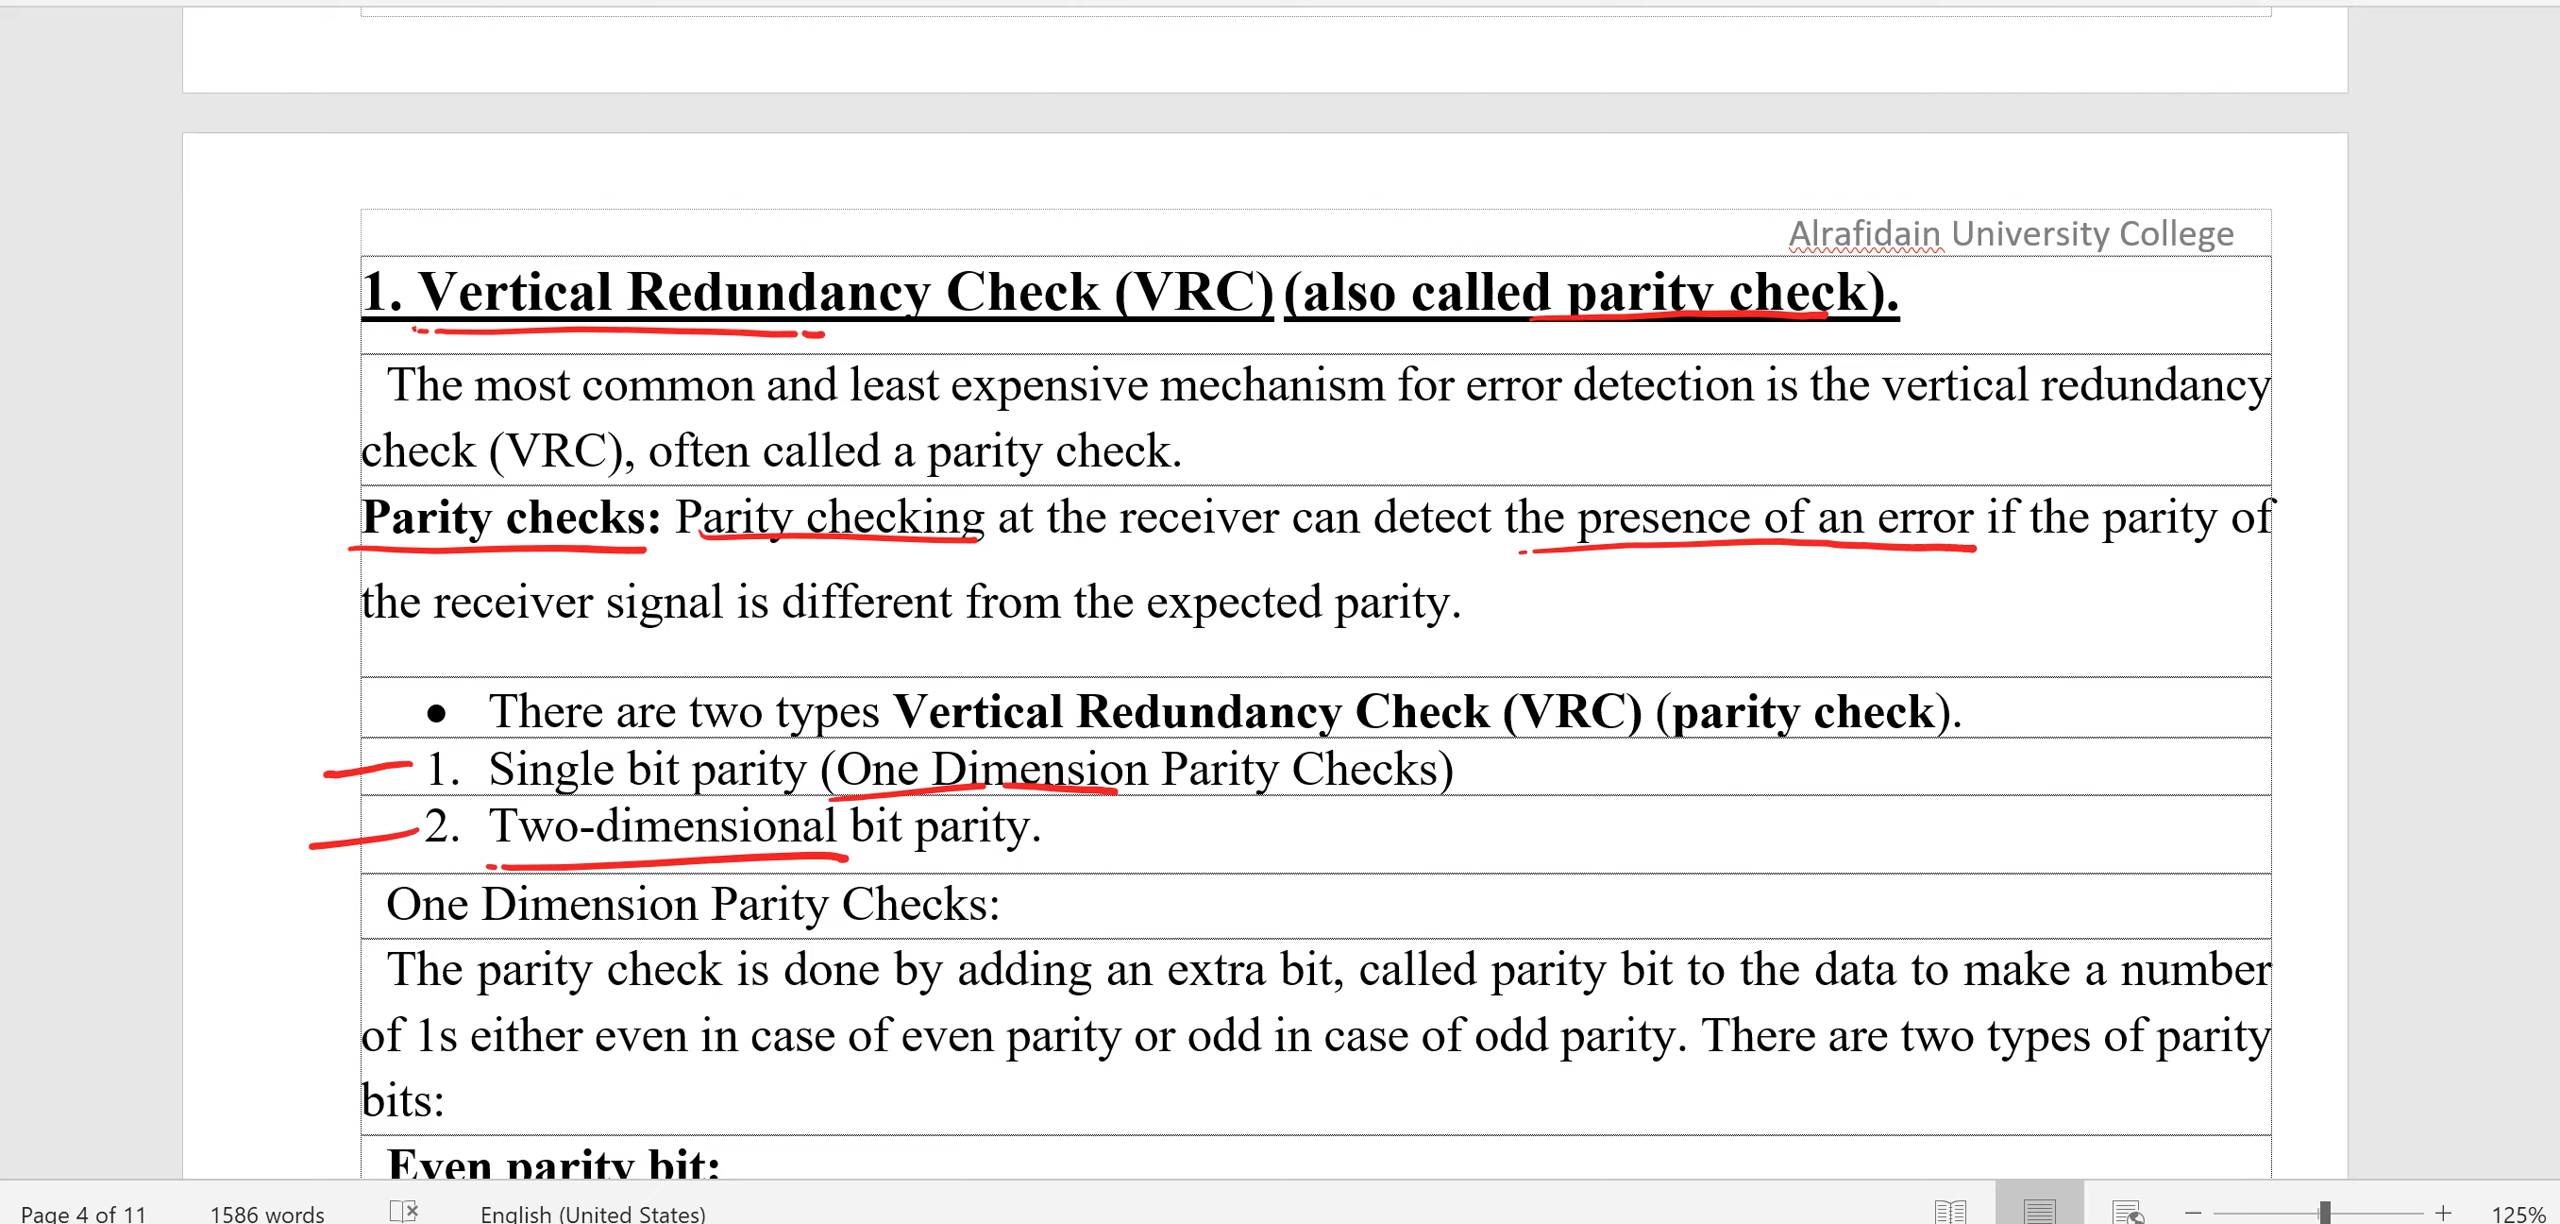 Alrafidain University College
1. Vertical Redundancy Check (VRC) (also called parity check).
The most common and least expensive mechanism for error detection is the vertical redundancy
check (VRC), often called a parity check.
Parity checks: Parity checking at the receiver can detect the presence of an error if the parity of
the receiver signal is different from the expected parity.
• There are two types Vertical Redundancy Check (VRC) (parity check).
1. Single bit parity (One Dimension Parity Checks)
2. Two-dimensional bit parity.
One Dimension Parity Checks:
The parity check is done by adding an extra bit, called parity bit to the data to make a number
of 1s either even in case of even parity or odd in case of odd parity. There are two types of parity
bits:
Even parity bit:
Page 4 of 11 1586 words English (United States) 125%